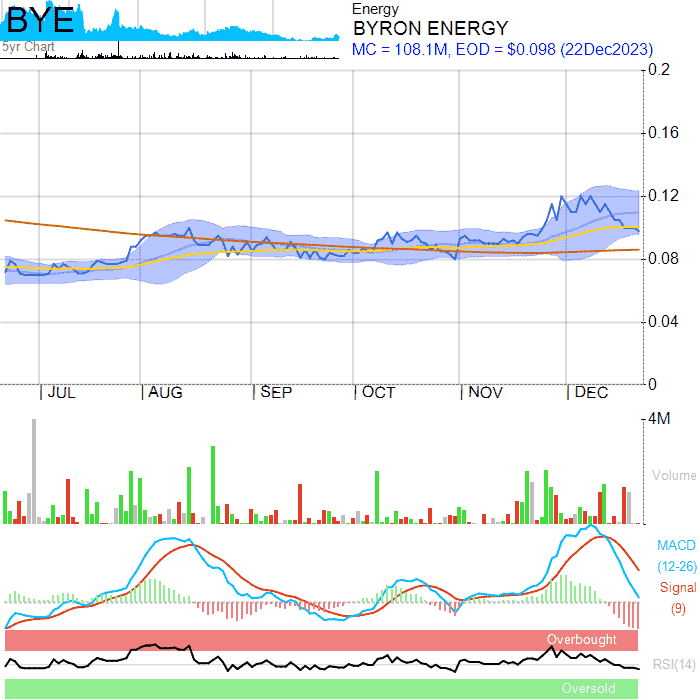 BYE
5yr Chart
Energy
BYRON ENERGY
MC = 108.1M, EOD = $0.098 (22Dec2023)
0.2
0.16
0.12
0.08
0.04
0
JUL AUG SEP OCT NOV DEC
4M
Volume
MACD
(12-26)
Signal
(9)
Overbought
RSI(14)
Oversold